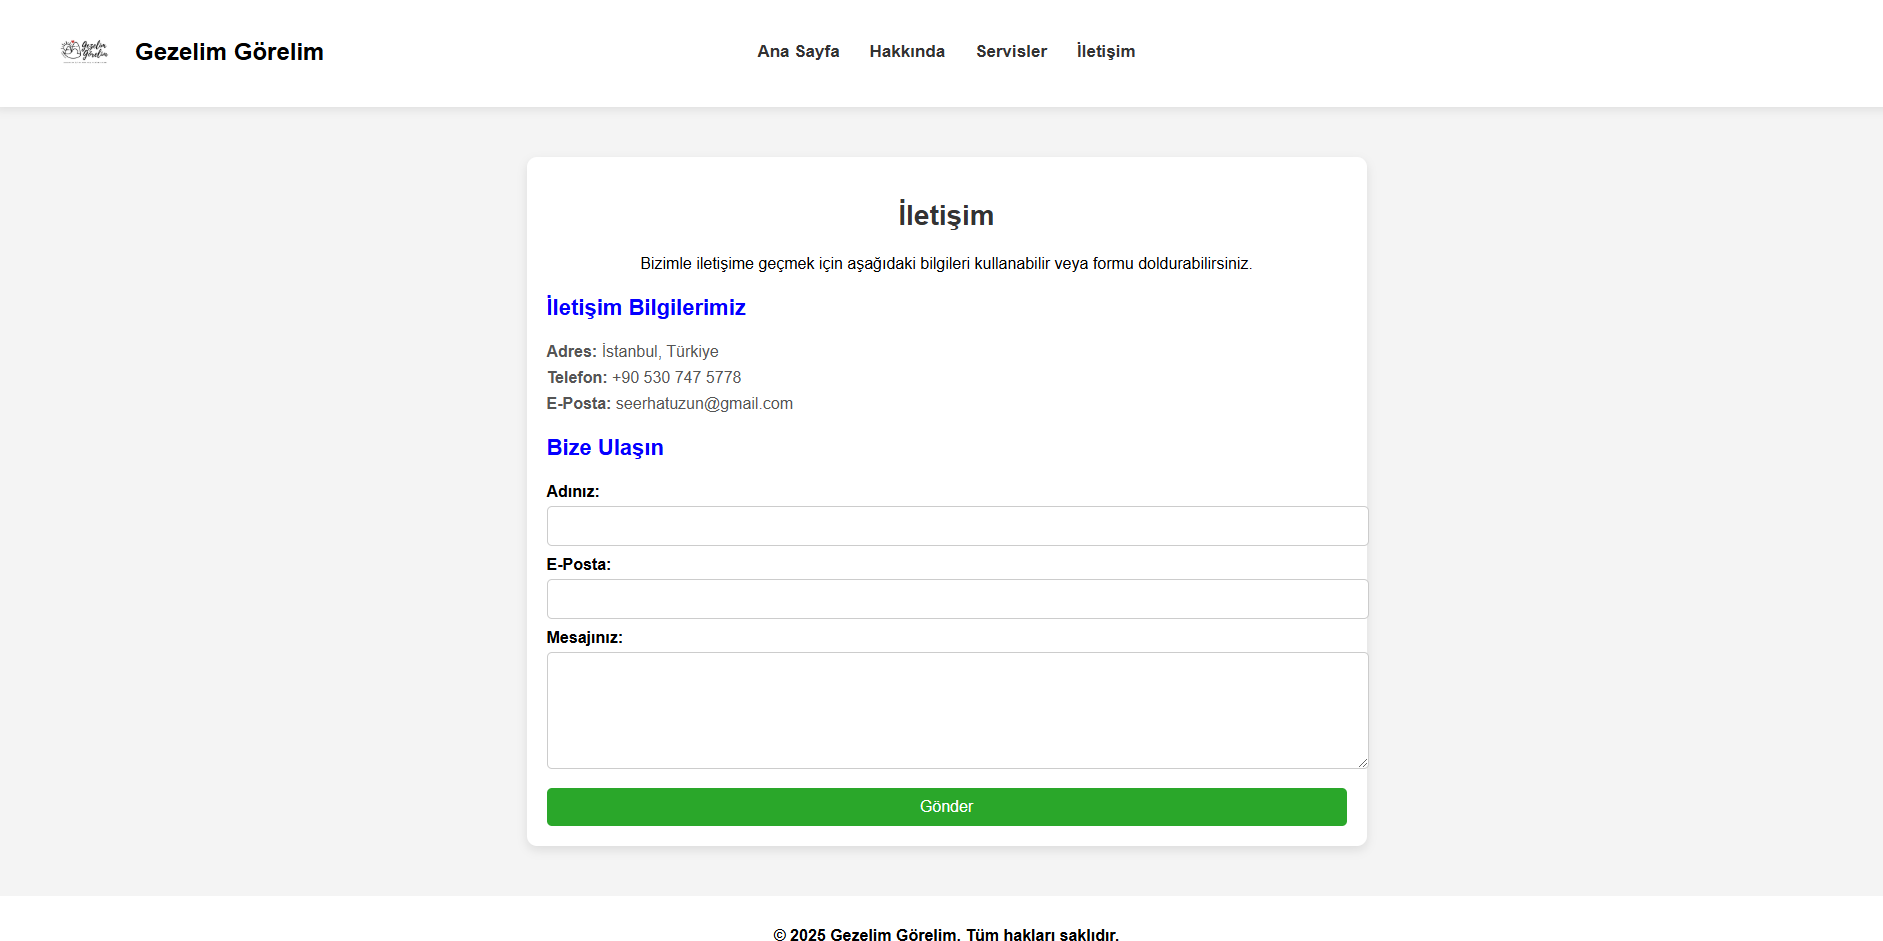 Gezelim
Görelim
Gezelim Görelim
Ana Sayfa
Hakkında
Servisler
İletişim
İletişim
Bizimle iletişime geçmek için aşağıdaki bilgileri kullanabilir veya formu doldurabilirsiniz.
İletişim Bilgilerimiz
Adres: İstanbul, Türkiye
Telefon: +90 530 747 5778
E-Posta: seerhatuzun@gmail.com
Bize Ulaşın
Adınız:
E-Posta:
Mesajınız:
Gönder
© 2025 Gezelim Görelim. Tüm hakları saklıdır.